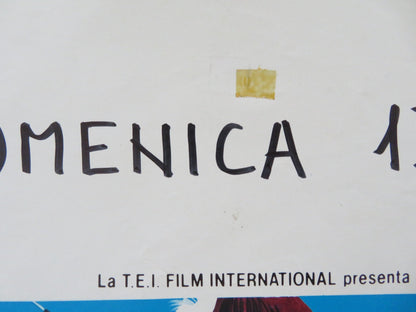 OMENICA 1
La T.E.I. FILM INTERNATIONAL presenta